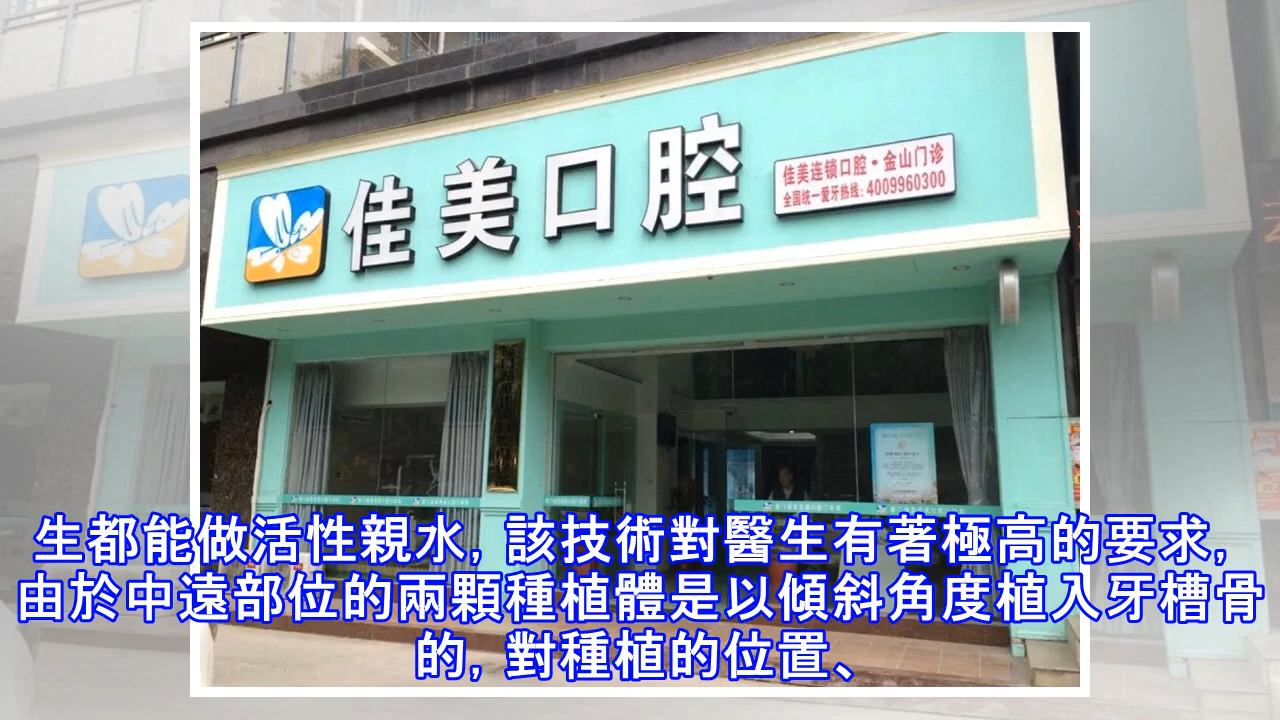 佳美口腔
佳美连锁口腔·金山门诊
全国统一爱牙热线:4009960300
生都能做活性親水,該技術對醫生有著極高的要求,
由於中遠部位的兩顆種植體是以傾斜角度植入牙槽骨
的,對種植的位置、